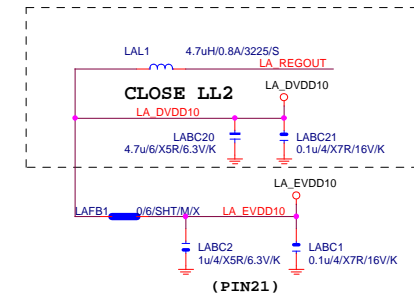 LAL1 4.7uH/0.8A/3225/S
LA_REGOUT
CLOSE LL2
LA_DVDD10
LA_DVDD10
LABC20
4.7u/6/X5R/6.3V/K
LABC21
0.1u/4/X7R/16V/K
LA_EVDD10
LAFB1 0/6/SHT/M/X LA_EVDD10
LABC2
1u/4/X5R/6.3V/K
LABC1
0.1u/4/X7R/16V/K
(PIN21)